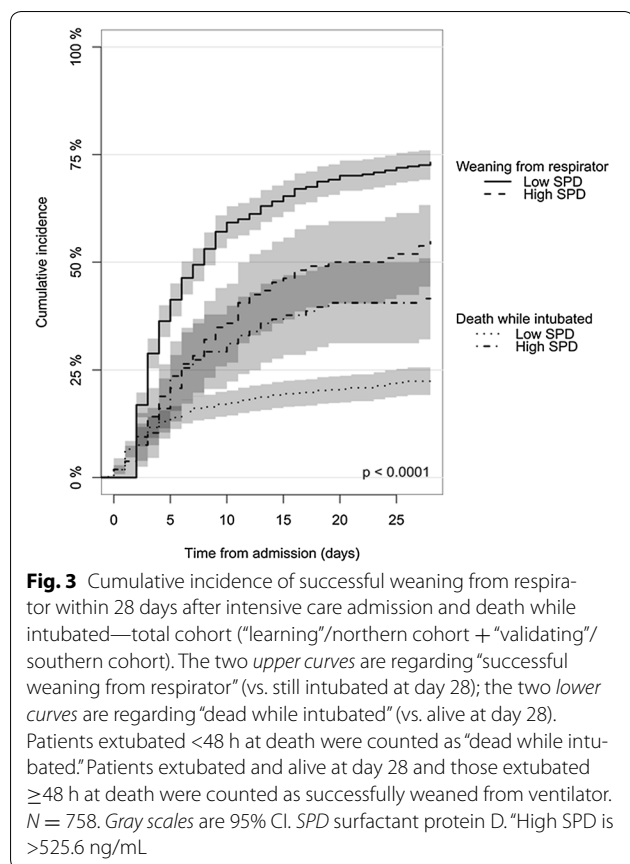 100 %
75 %
50 %
25 %
0 %
Cumulative incidence
0 5 10 15 20 25
Time from admission (days)
p < 0.0001
Weaning from respirator
Low SPD
High SPD
Death while intubated
Low SPD
High SPD
Fig. 3 Cumulative incidence of successful weaning from respira-
tor within 28 days after intensive care admission and death while
intubated—total cohort (“learning”/northern cohort + “validating”/
southern cohort). The two upper curves are regarding “successful
weaning from respirator” (vs. still intubated at day 28); the two lower
curves are regarding “dead while intubated” (vs. alive at day 28).
Patients extubated <48 h at death were counted as “dead while intu-
bated.” Patients extubated and alive at day 28 and those extubated
≥48 h at death were counted as successfully weaned from ventilator.
N = 758. Gray scales are 95% CI. SPD surfactant protein D. “High SPD is
>525.6 ng/mL